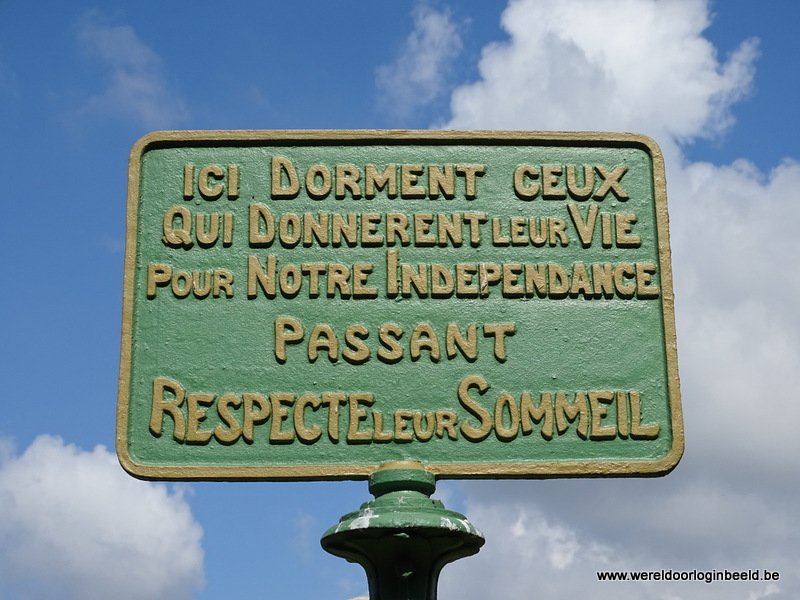 ICI DORMENT CEUX
QUI DONNERENT LEUR VIE
POUR NOTRE INDEPENDANCE
PASSANT
RESPECTE LEUR SOMMEIL
www.wereldoorloginbeeld.be